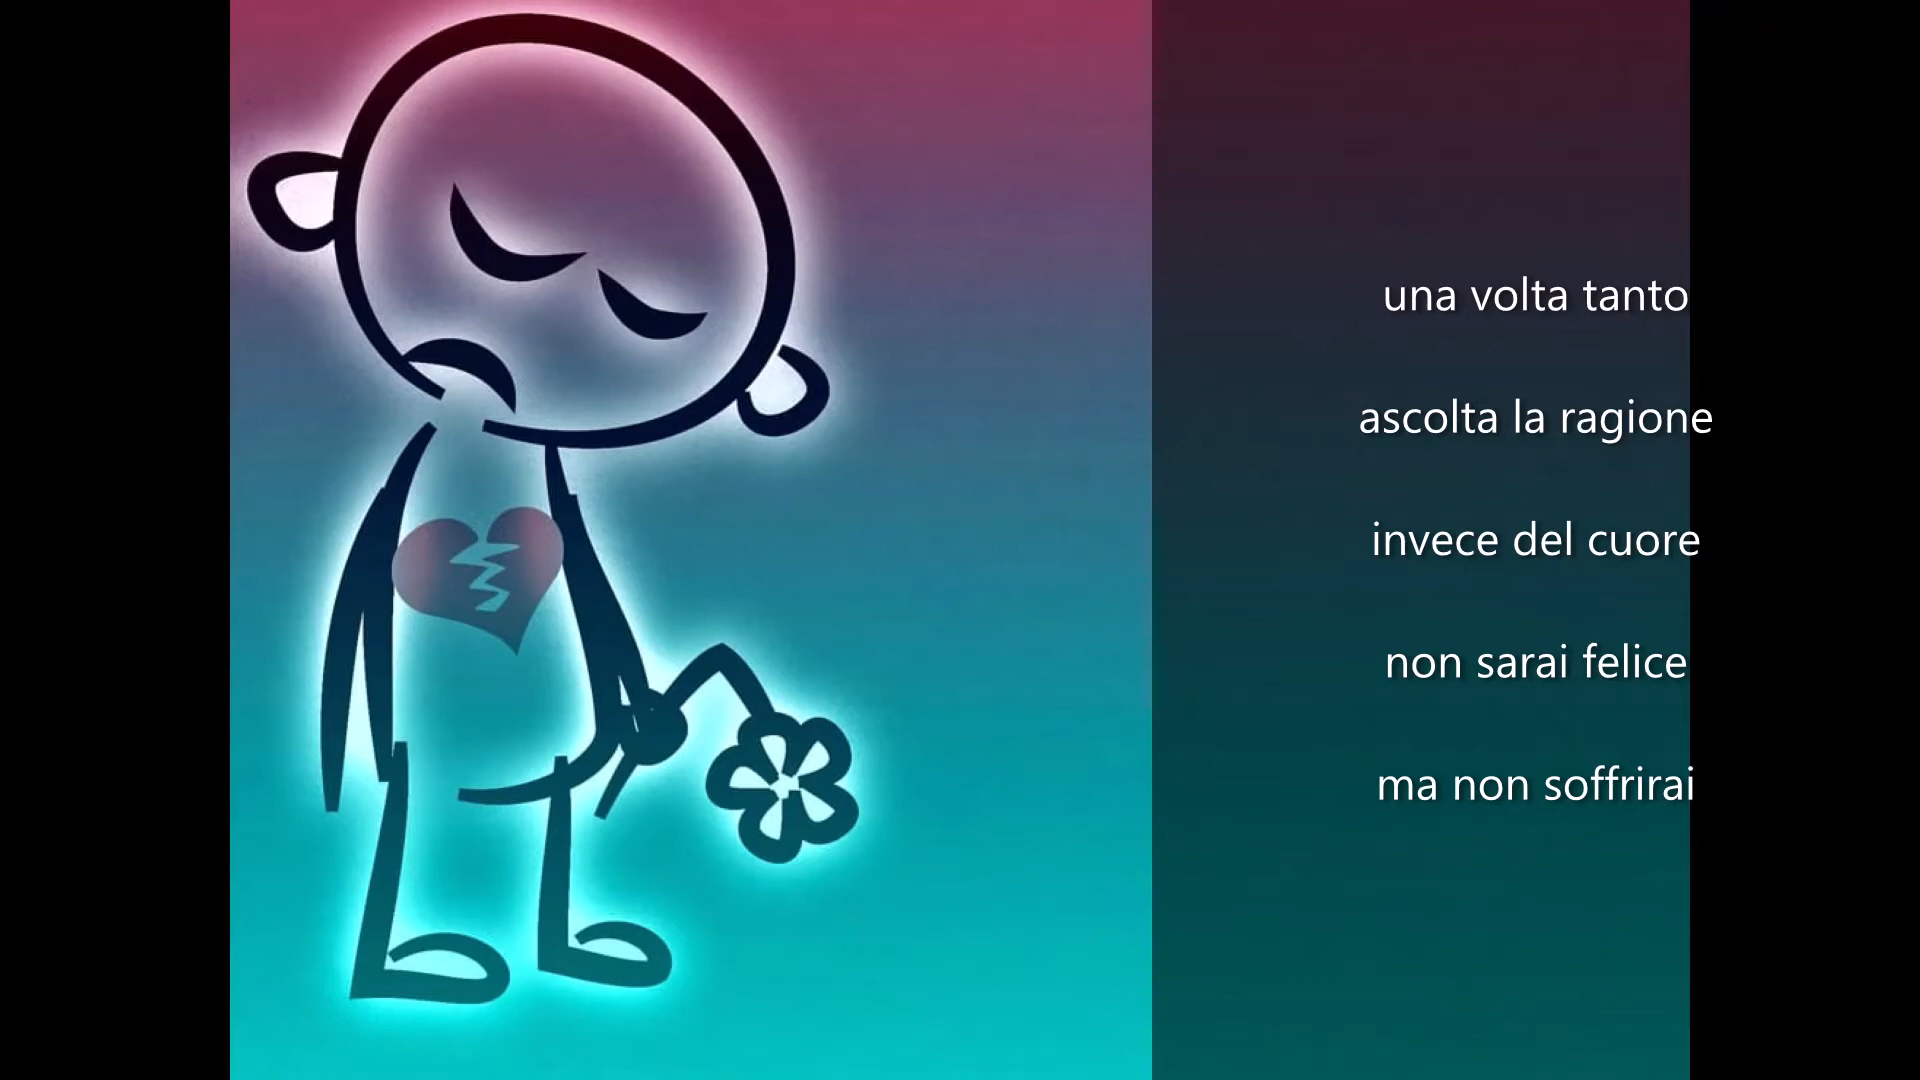 una volta tanto
ascolta la ragione
invece del cuore
non sarai felice
ma non soffrirai